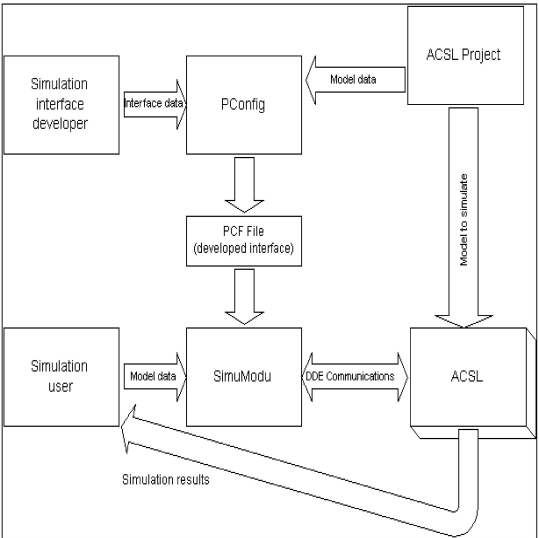 ACSL Project
Simulation
interface
developer
Interface data
PConfig
Model data
PCF File
(developed interface)
Model to simulate
Simulation
user
Model data
SimuModu
DDE Communications
ACSL
Simulation results